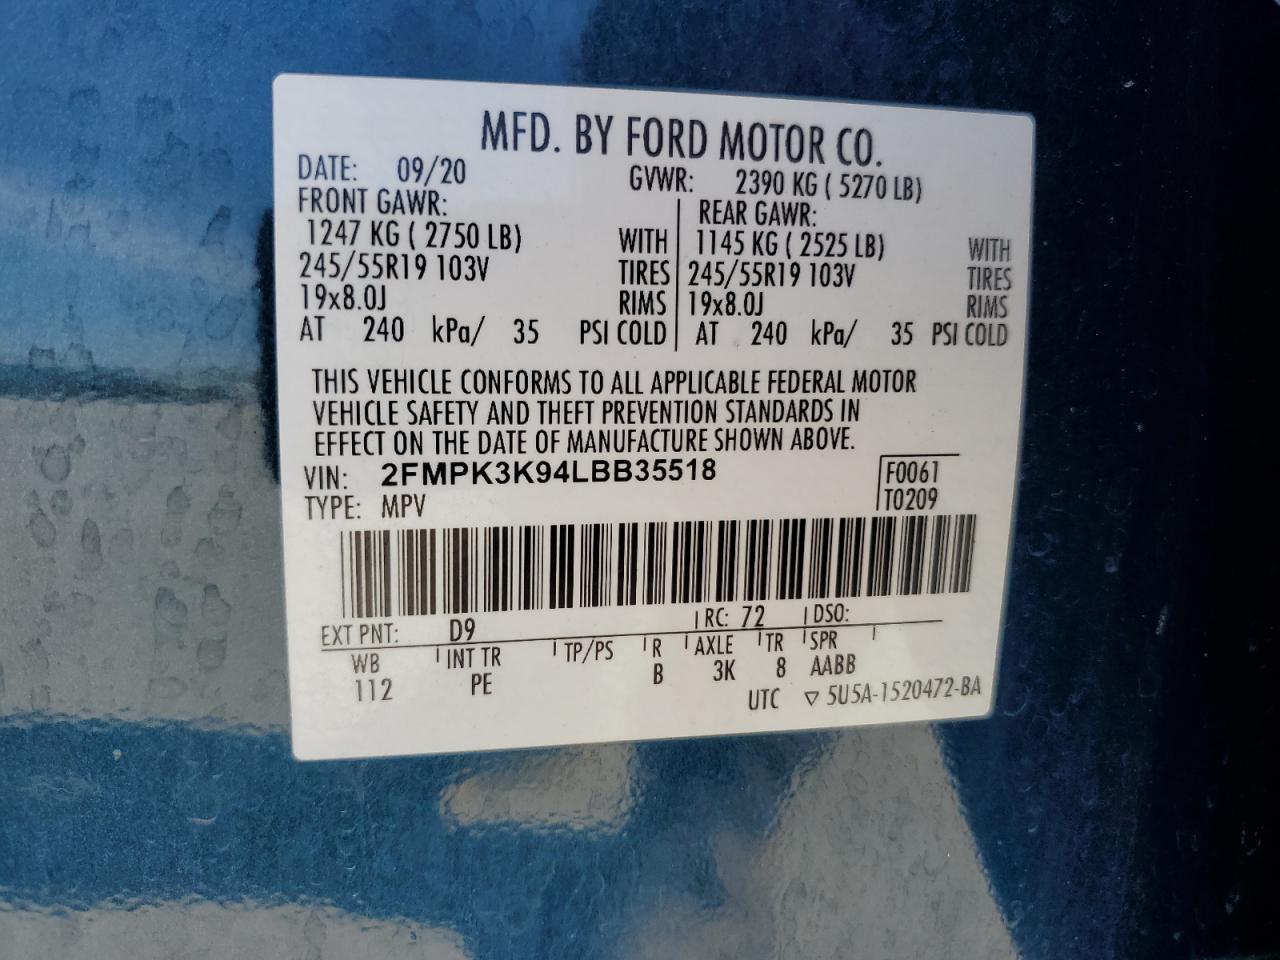 MFD. BY FORD MOTOR CO.
DATE: 09/20 GVWR: 2390 KG ( 5270 LB)
FRONT GAWR: REAR GAWR:
1247 KG ( 2750 LB) WITH 1145 KG ( 2525 LB) WITH
245/55R19 103V TIRES 245/55R19 103V TIRES
19x8.0J RIMS 19x8.0J RIMS
AT 240 kPa/ 35 PSI COLD AT 240 kPa/ 35 PSI COLD
THIS VEHICLE CONFORMS TO ALL APPLICABLE FEDERAL MOTOR
VEHICLE SAFETY AND THEFT PREVENTION STANDARDS IN
EFFECT ON THE DATE OF MANUFACTURE SHOWN ABOVE.
VIN: 2FMPK3K94LBB35518 F0061
TYPE: MPV T0209
EXT PNT: D9 RC: 72 DSO:
WB INT TR TP/PS R AXLE TR SPR
112 PE B 3K 8 AABB
UTC ▽ 5U5A-1520472-BA